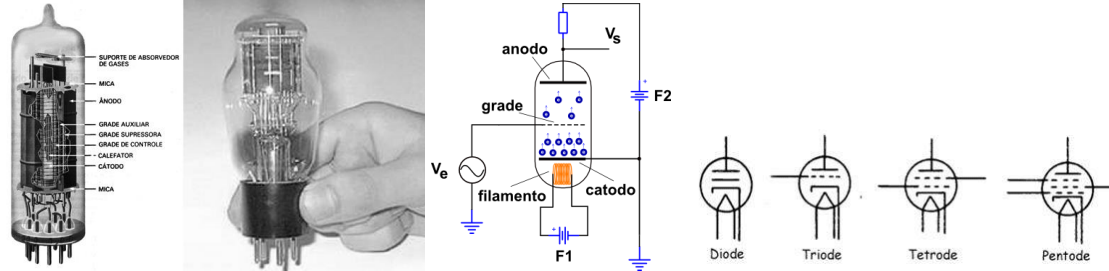 SUPORTE DE ABSORVEDOR
DE GASES
MICA
ÂNODO
GRADE AUXILIAR
GRADE SUPRESSORA
GRADE DE CONTROLE
CALEFATOR
CÁTODO
MICA
Vs
anodo
F2
grade
Ve
filamento
catodo
F1
Diode
Triode
Tetrode
Pentode